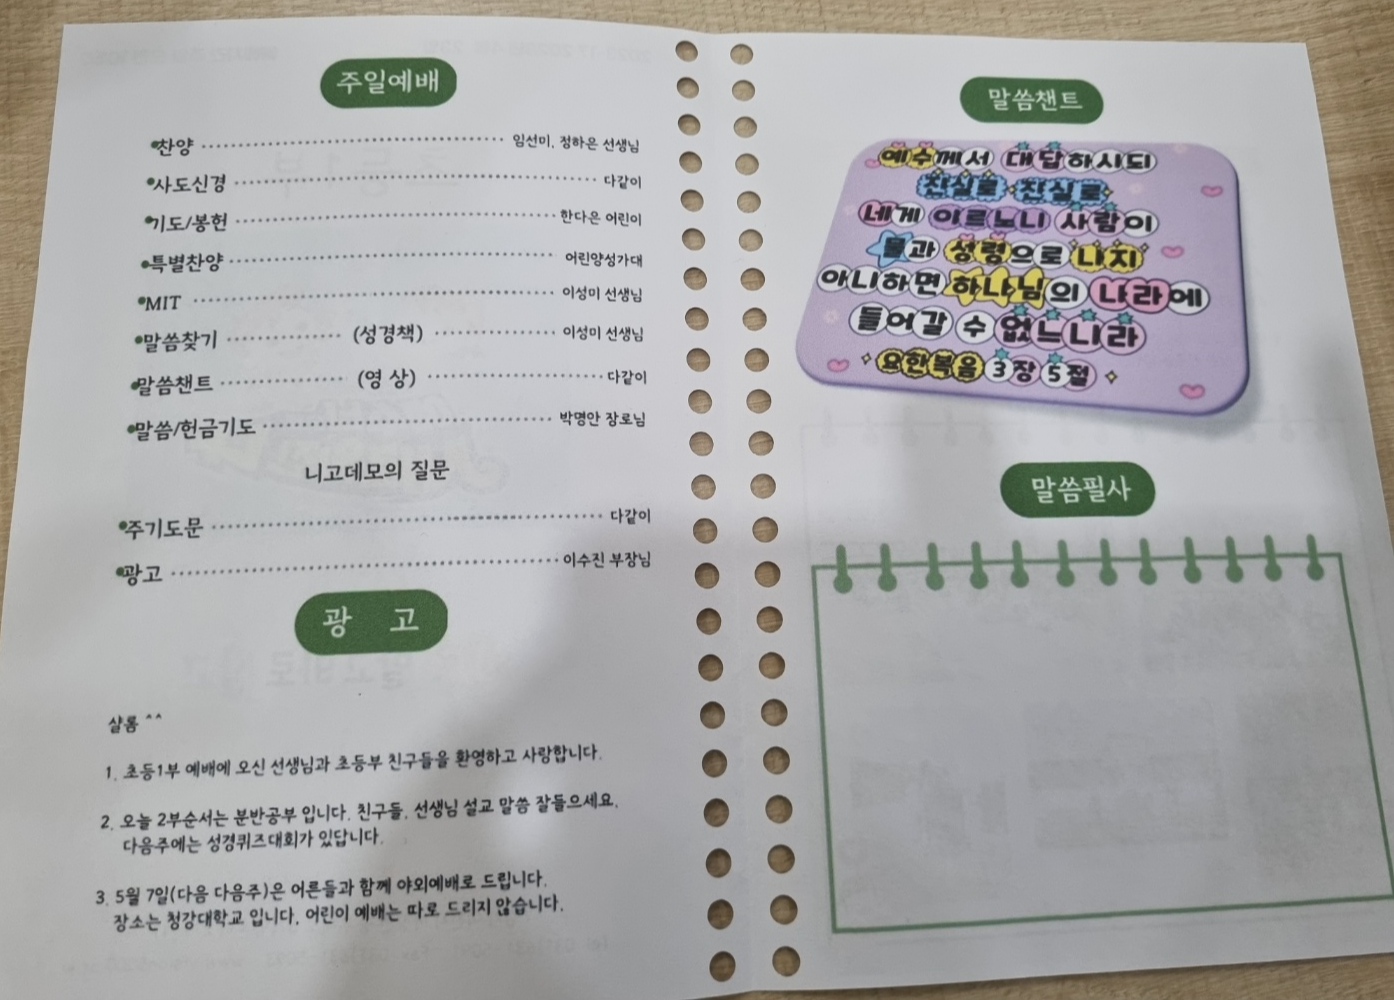 주일예배
찬양 임선미, 정하은 선생님
사도신경 다같이
기도/봉헌 한다은 어린이
특별찬양 어린양성가대
MIT 이성미 선생님
말씀찾기 (성경책) 이성미 선생님
말씀챈트 (영 상) 다같이
말씀/헌금기도 박명안 장로님
니고데모의 질문
주기도문 다같이
광고 이수진 부장님
광 고
샬롬 ^^
1. 초등1부 예배에 오신 선생님과 초등부 친구들을 환영하고 사랑합니다.
2. 오늘 2부순서는 분반공부 입니다. 친구들, 선생님 설교 말씀 잘들으세요.
다음주에는 성경퀴즈대회가 있답니다.
3. 5월 7일(다음 다음주)은 어른들과 함께 야외예배로 드립니다.
장소는 청강대학교 입니다. 어린이 예배는 따로 드리지 않습니다.
말씀챈트
예수께서 대답하시되
진실로 진실로
네게 이르노니 사람이
물과 성령으로 나지
아니하면 하나님의 나라에
들어갈 수 없느니라
요한복음 3장 5절
말씀필사